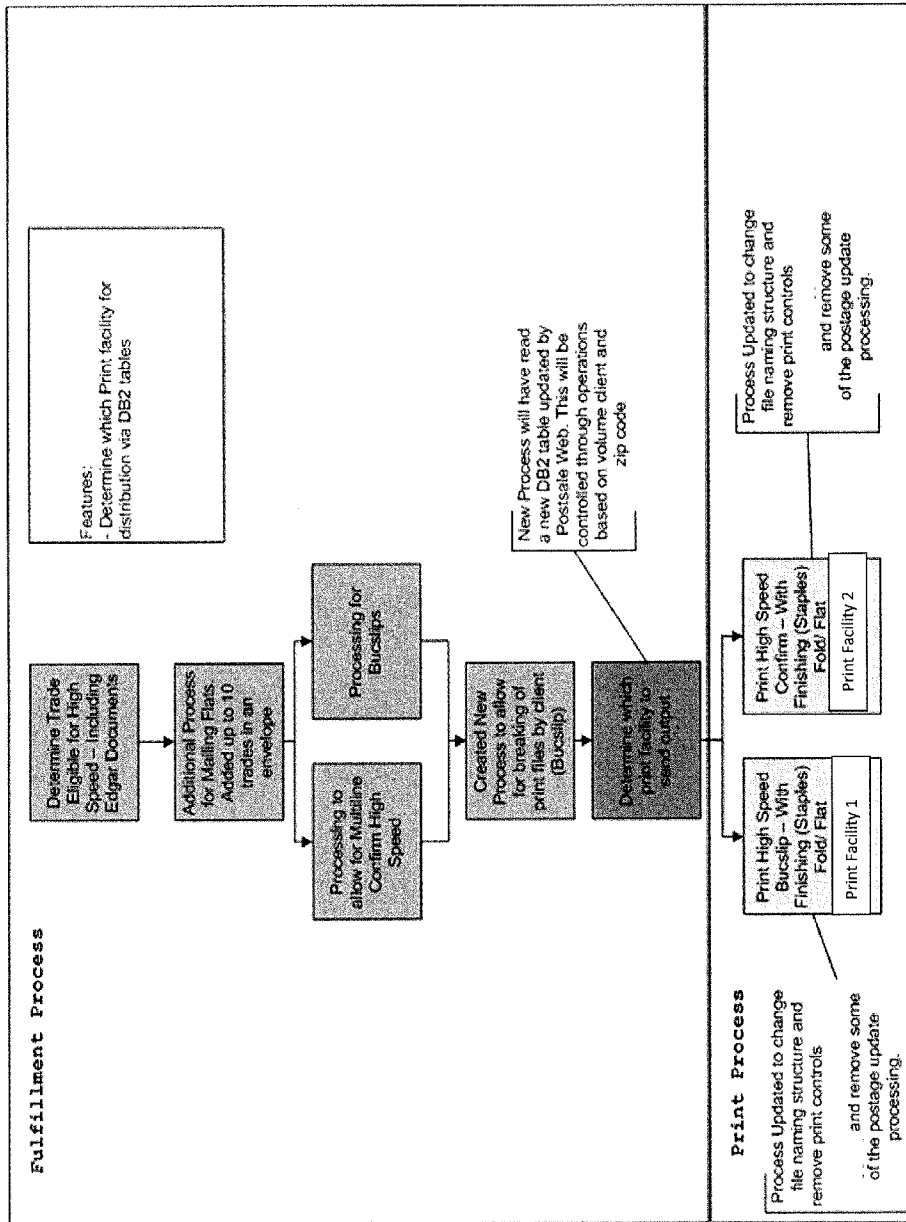 Fulfillment Process
Features:
- Determine which Print facility for
distribution via DB2 tables
Determine Trade
Eligible for High
Speed – Including
Edgar Documents
Additional Process
for Mailing Flats.
Added up to 10
trades in an
envelope
Processing to
allow for Multiline
Confirm High
Speed
Processing for
Bucslips
Created New
Process to allow
for breaking of
print files by client
(Bucslip)
New Process will have read
a new DB2 table updated by
Postsale Web. This will be
controlled through operations
based on volume client and
zip code
Determine which
print facility to
send output
Print Process
Process Updated to change
file naming structure and
remove print controls
and remove some
of the postage update
processing.
Print High Speed
Bucslip – With
Finishing (Staples)
Fold/ Flat
Print Facility 1
Print High Speed
Confirm – With
Finishing (Staples)
Fold/ Flat
Print Facility 2
Process Updated to change
file naming structure and
remove print controls
and remove some
of the postage update
processing.